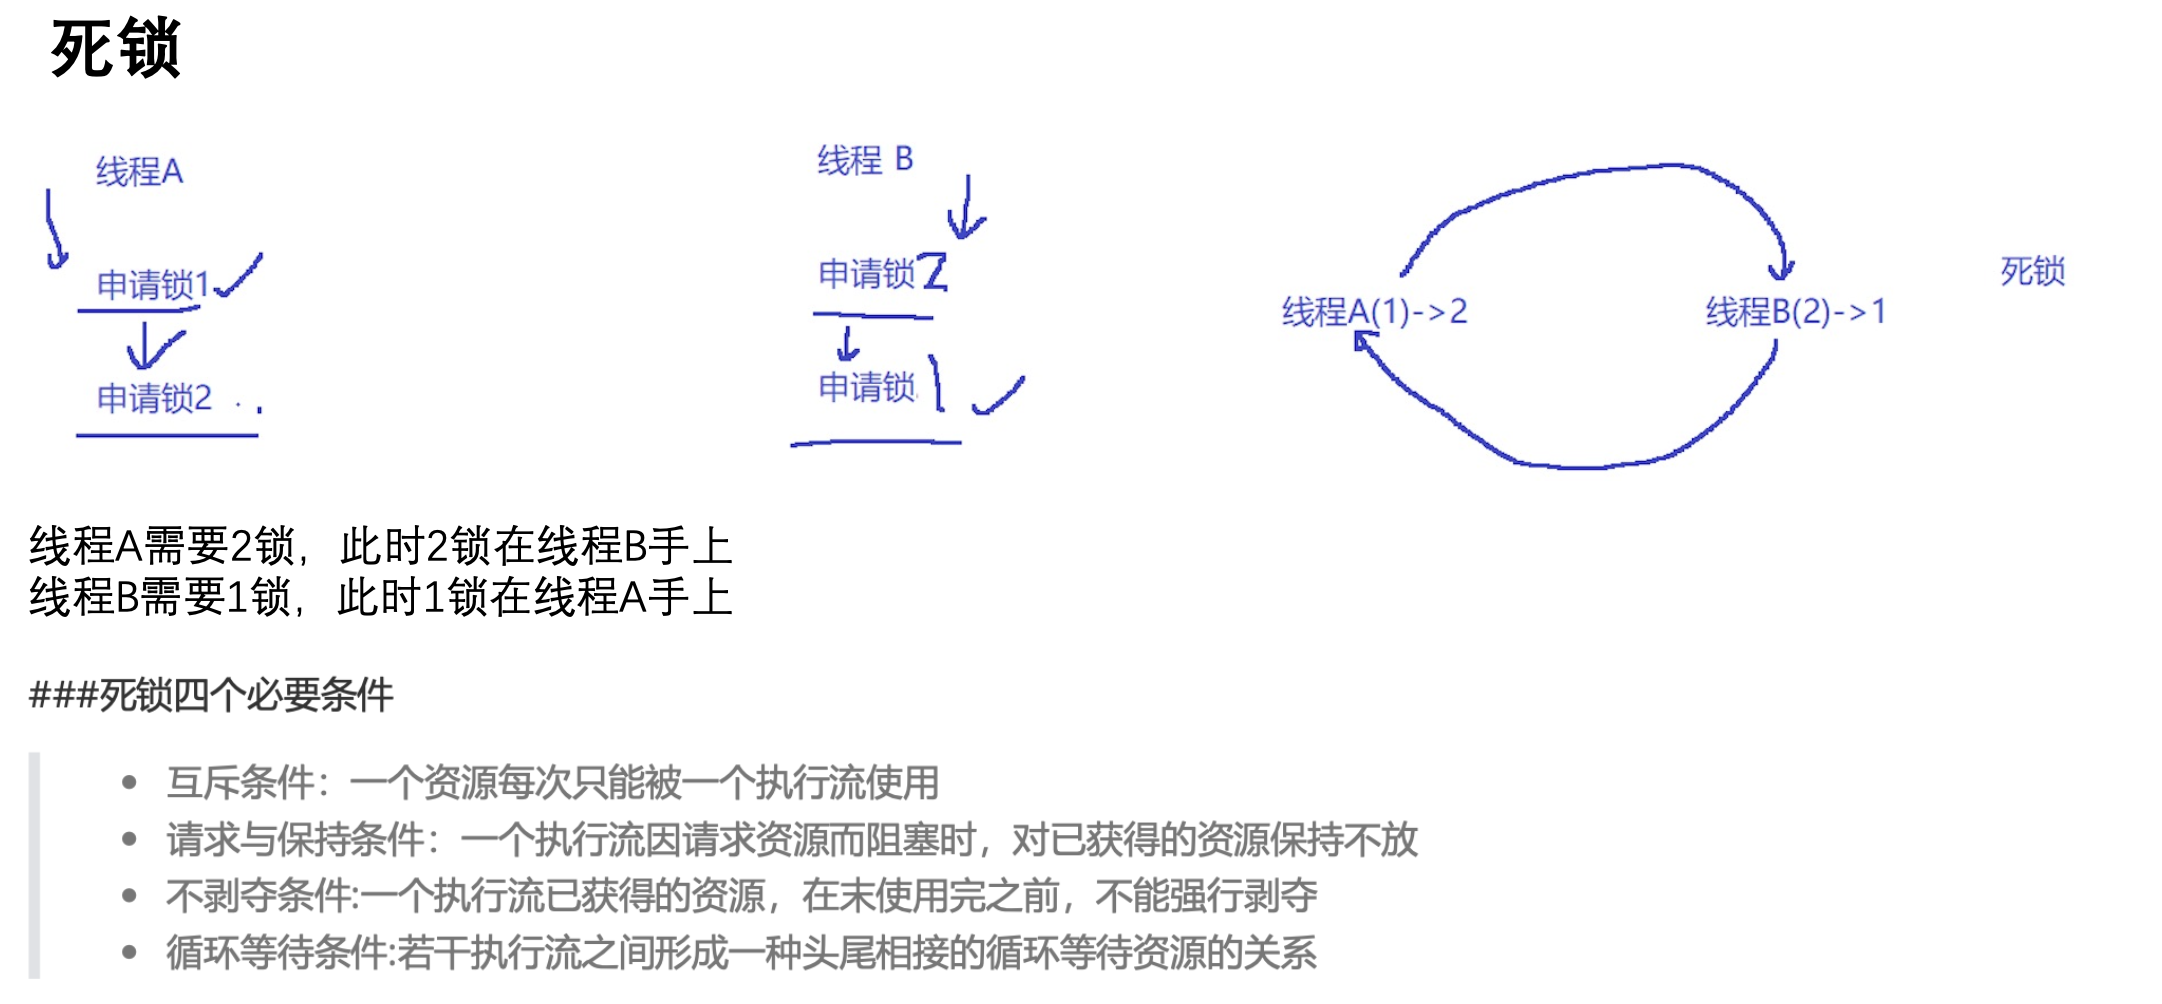 死锁
线程A
线程 B
申请锁1
申请锁2
申请锁2
申请锁1
线程A(1)->2
线程B(2)->1
死锁
线程A需要2锁，此时2锁在线程B手上
线程B需要1锁，此时1锁在线程A手上
###死锁四个必要条件
互斥条件：一个资源每次只能被一个执行流使用
请求与保持条件：一个执行流因请求资源而阻塞时，对已获得的资源保持不放
不剥夺条件:一个执行流已获得的资源，在末使用完之前，不能强行剥夺
循环等待条件:若干执行流之间形成一种头尾相接的循环等待资源的关系